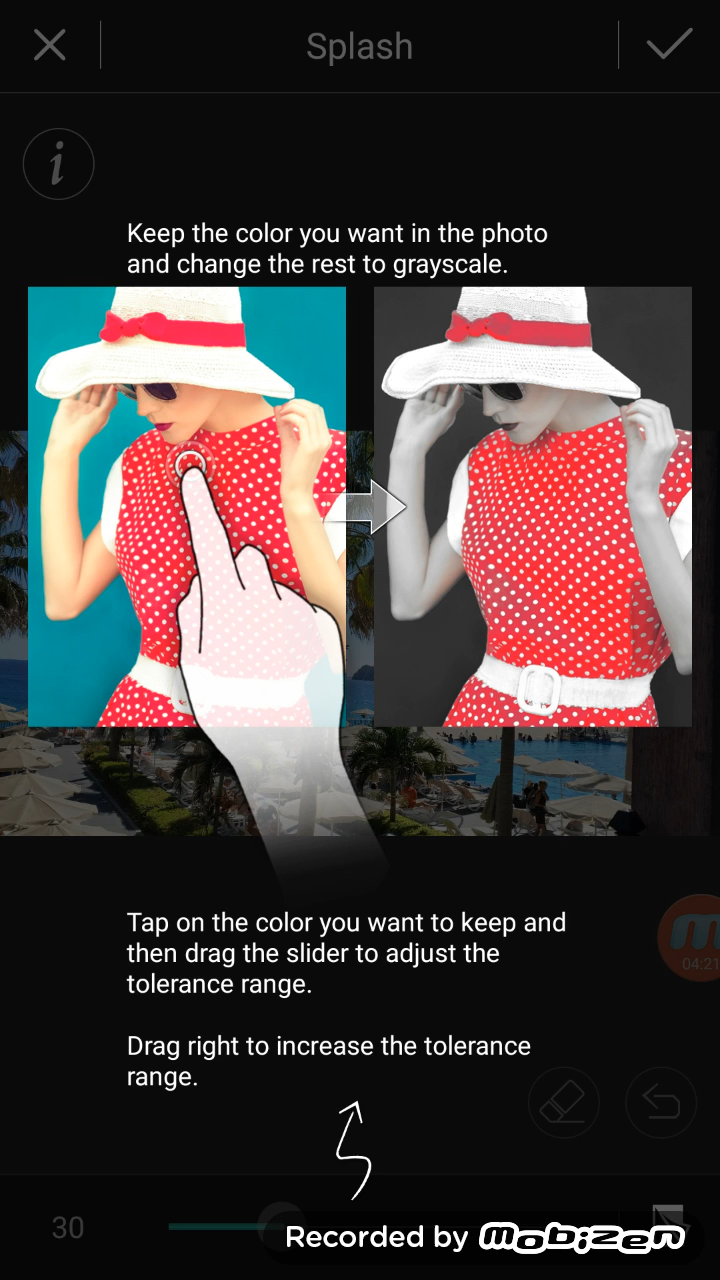 Splash
i
Keep the color you want in the photo
and change the rest to grayscale.
Tap on the color you want to keep and
then drag the slider to adjust the
tolerance range.
Drag right to increase the tolerance
range.
m
04:21
30
Recorded by mobizen